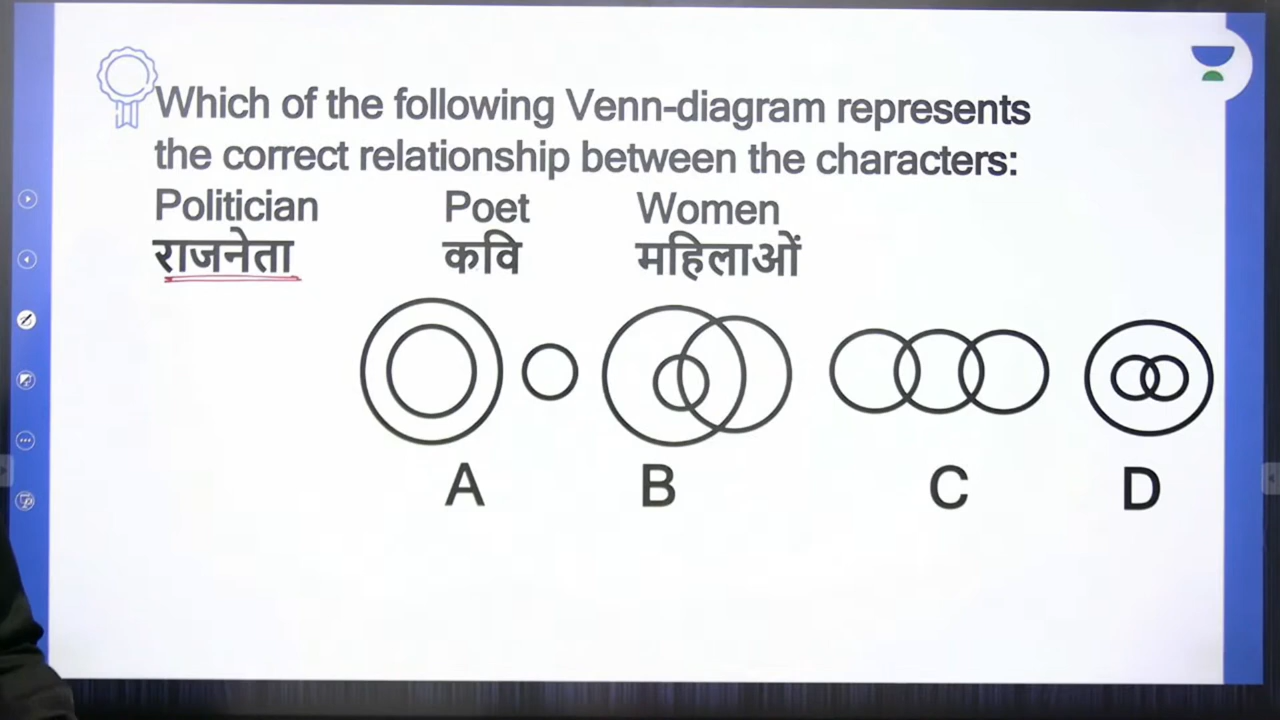 Which of the following Venn-diagram represents
the correct relationship between the characters:
Politician Poet Women
राजनेता कवि महिलाओं
A B C D